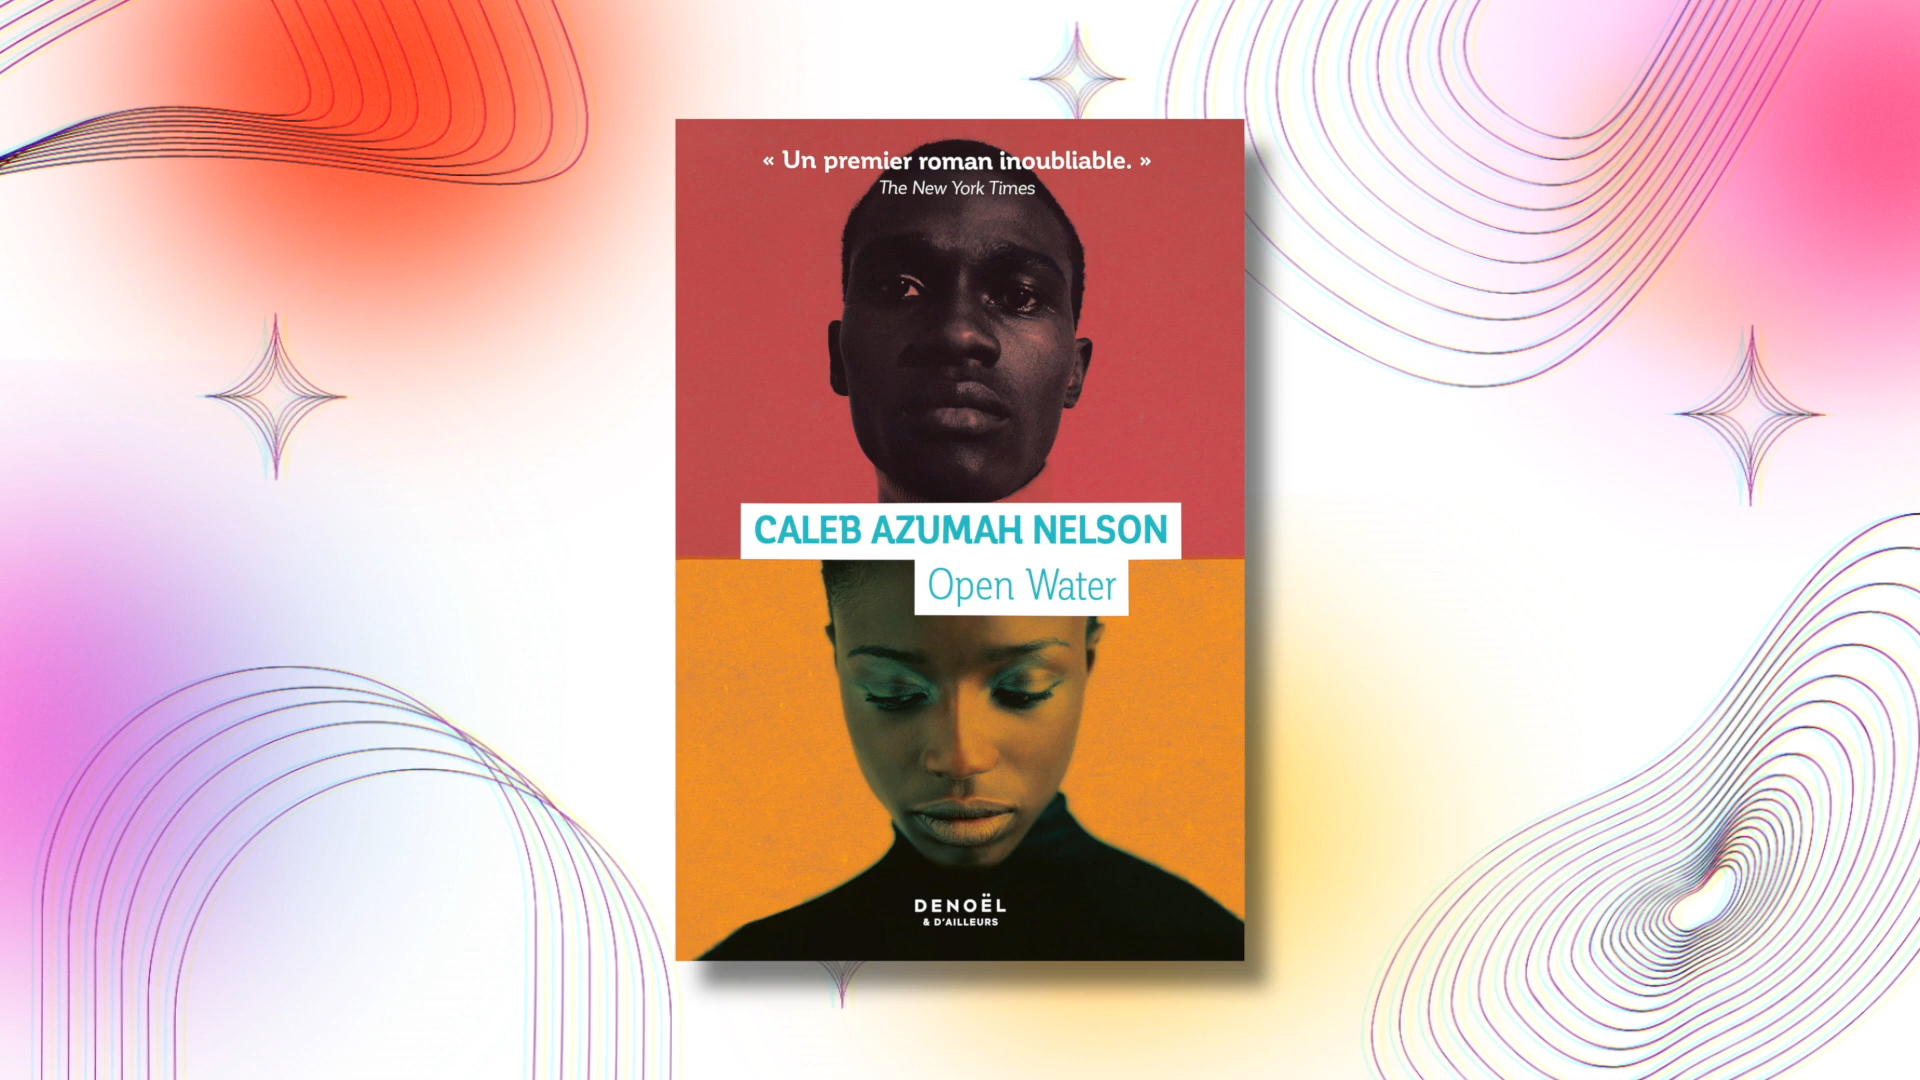 « Un premier roman inoubliable. »
The New York Times
CALEB AZUMAH NELSON
Open Water
DENOËL
& D'AILLEURS